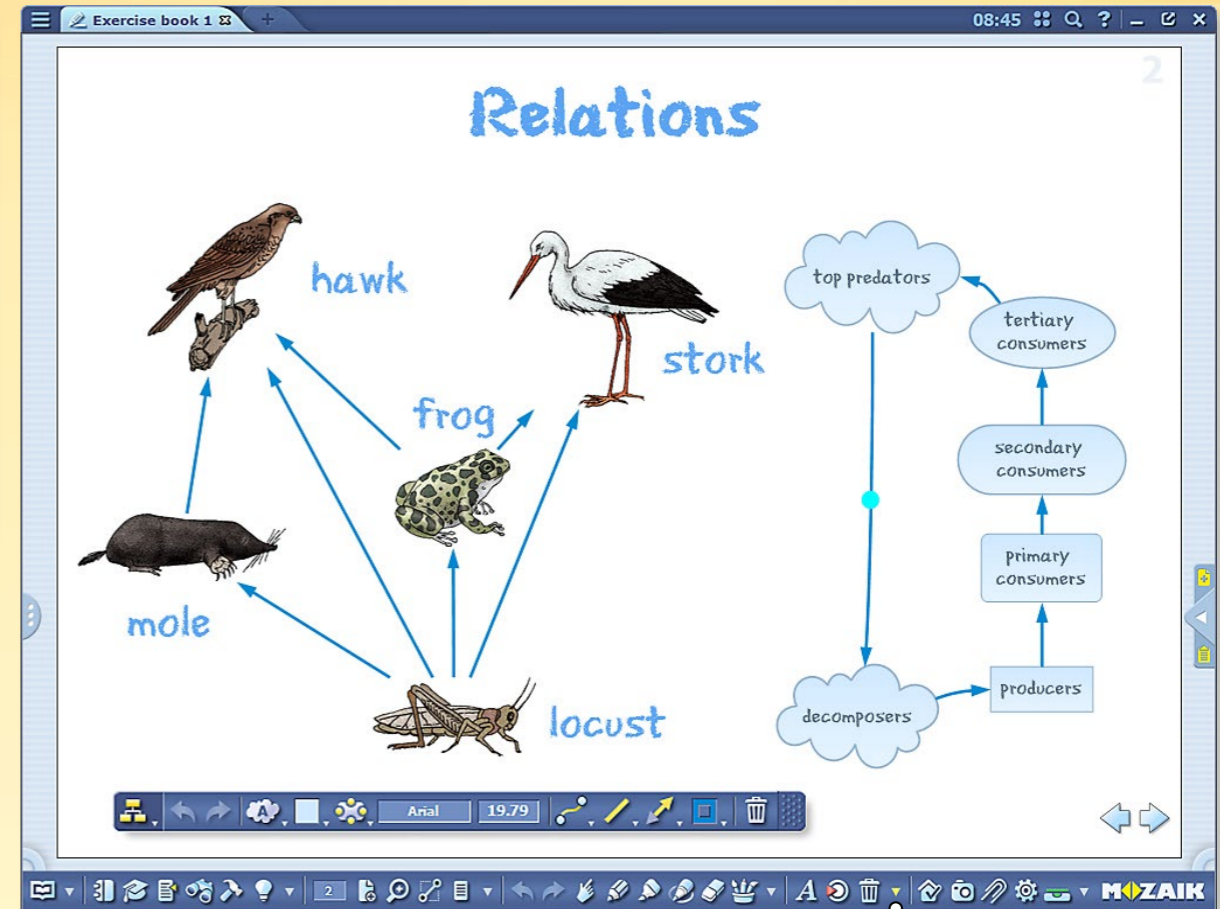 Exercise book 1
08:45
?
2
Relations
hawk
stork
frog
mole
locust
top predators
tertiary
consumers
secondary
consumers
primary
consumers
producers
decomposers
A
Arial
19.79
2
A
MOZAIK